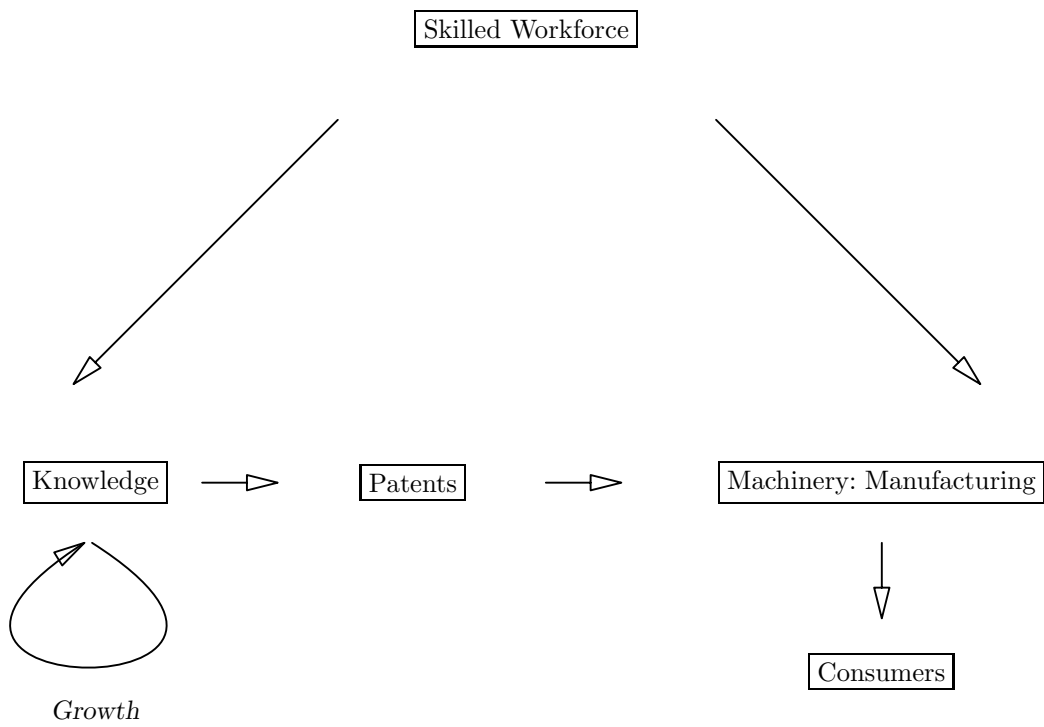 Skilled Workforce
Knowledge
Patents
Machinery: Manufacturing
Consumers
Growth